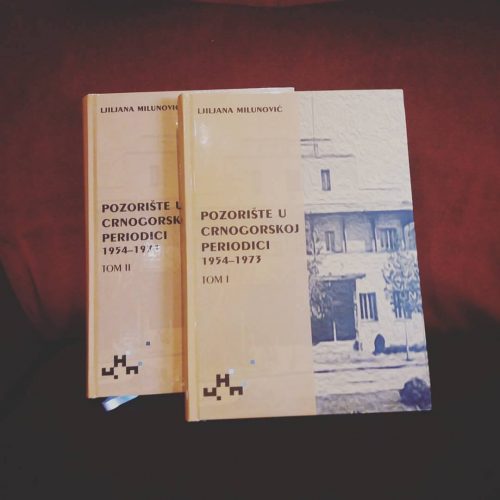 LJILJANA MILUNOVIĆ
POZORIŠTE U
CRNOGORSKOJ
PERIODICI
TOM II
LJILJANA MILUNOVIĆ
POZORIŠTE U
CRNOGORSKOJ
PERIODICI
1954–1973
TOM I